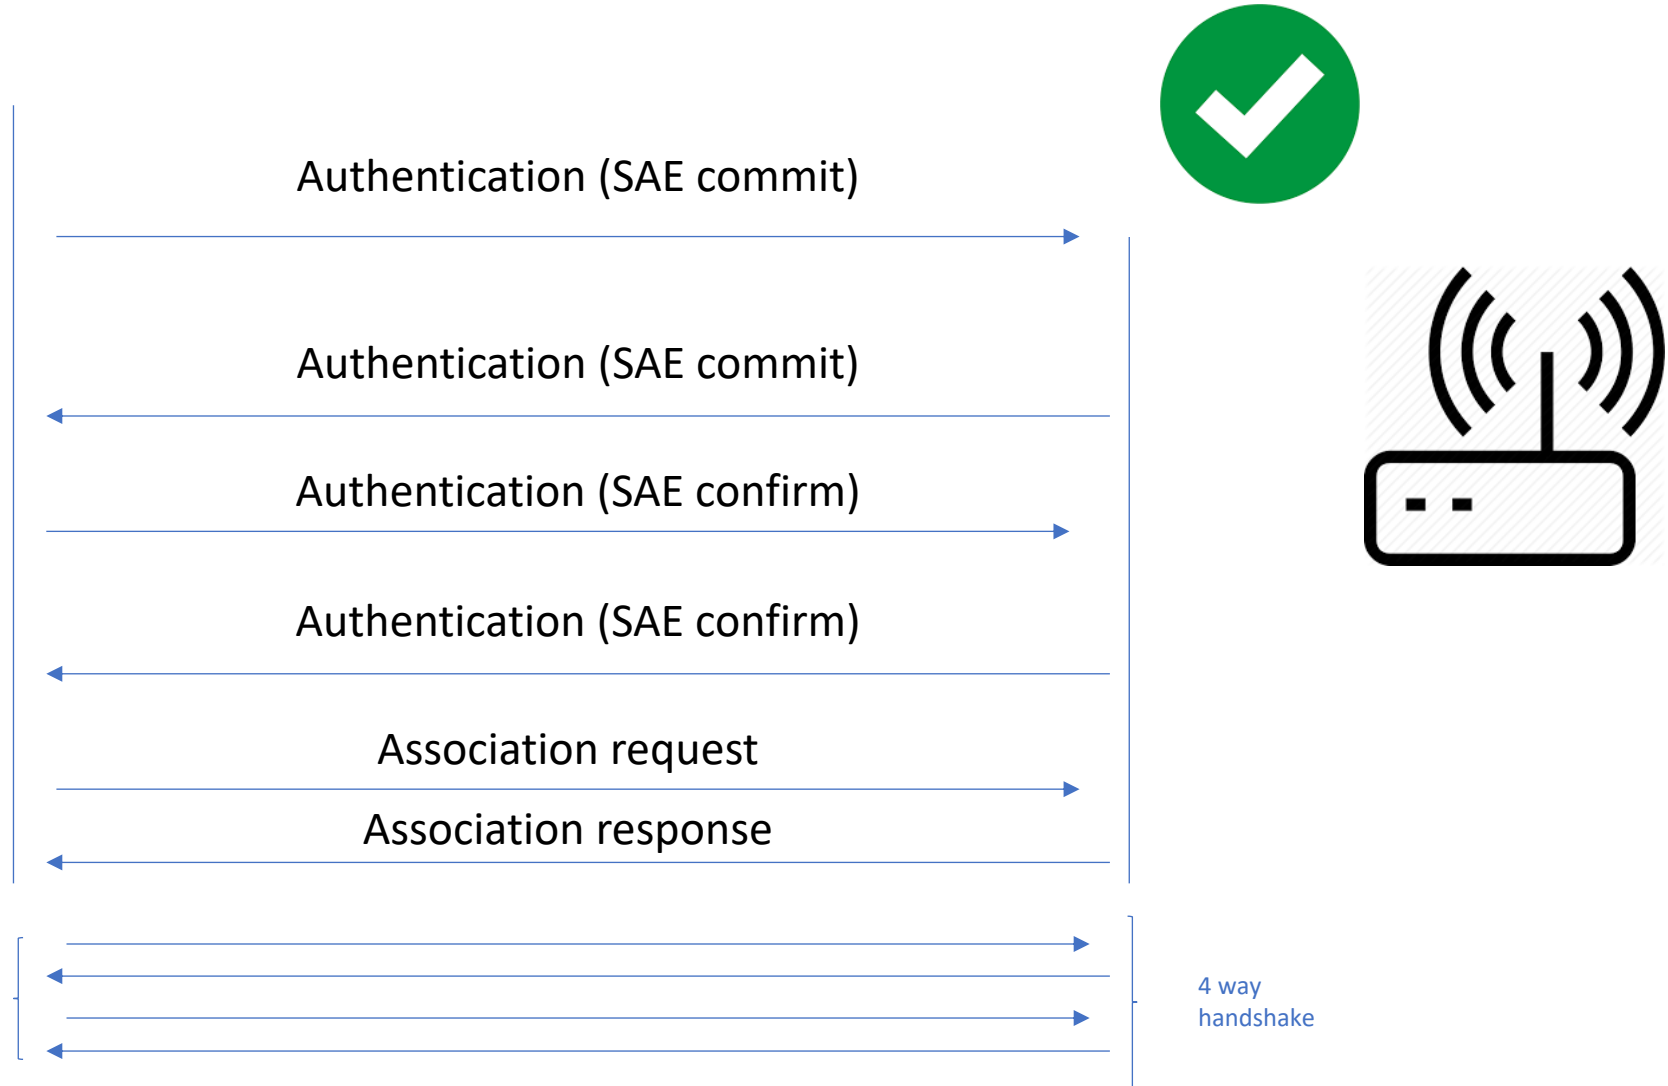 Authentication (SAE commit)
Authentication (SAE commit)
Authentication (SAE confirm)
Authentication (SAE confirm)
Association request
Association response
4 way
handshake